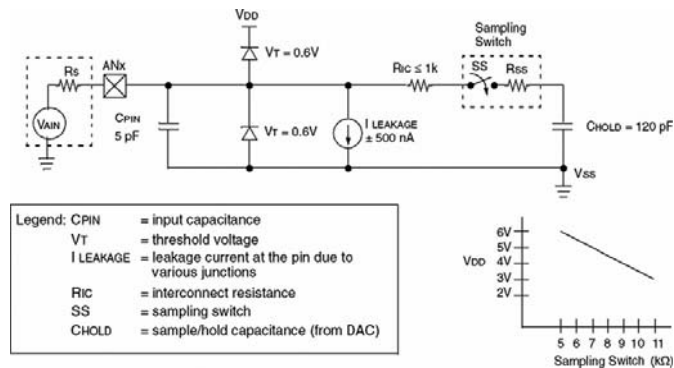 VDD
Sampling
Switch
VT = 0.6V
RS
ANx
RIC ≤ 1k
SS
RSS
VAIN
CPIN
5 pF
VT = 0.6V
I LEAKAGE
± 500 nA
CHOLD = 120 pF
VSS
Legend: CPIN = input capacitance
VT = threshold voltage
I LEAKAGE = leakage current at the pin due to
various junctions
RIC = interconnect resistance
SS = sampling switch
CHOLD = sample/hold capacitance (from DAC)
6V
5V
VDD 4V
3V
2V
5 6 7 8 9 10 11
Sampling Switch (kΩ)